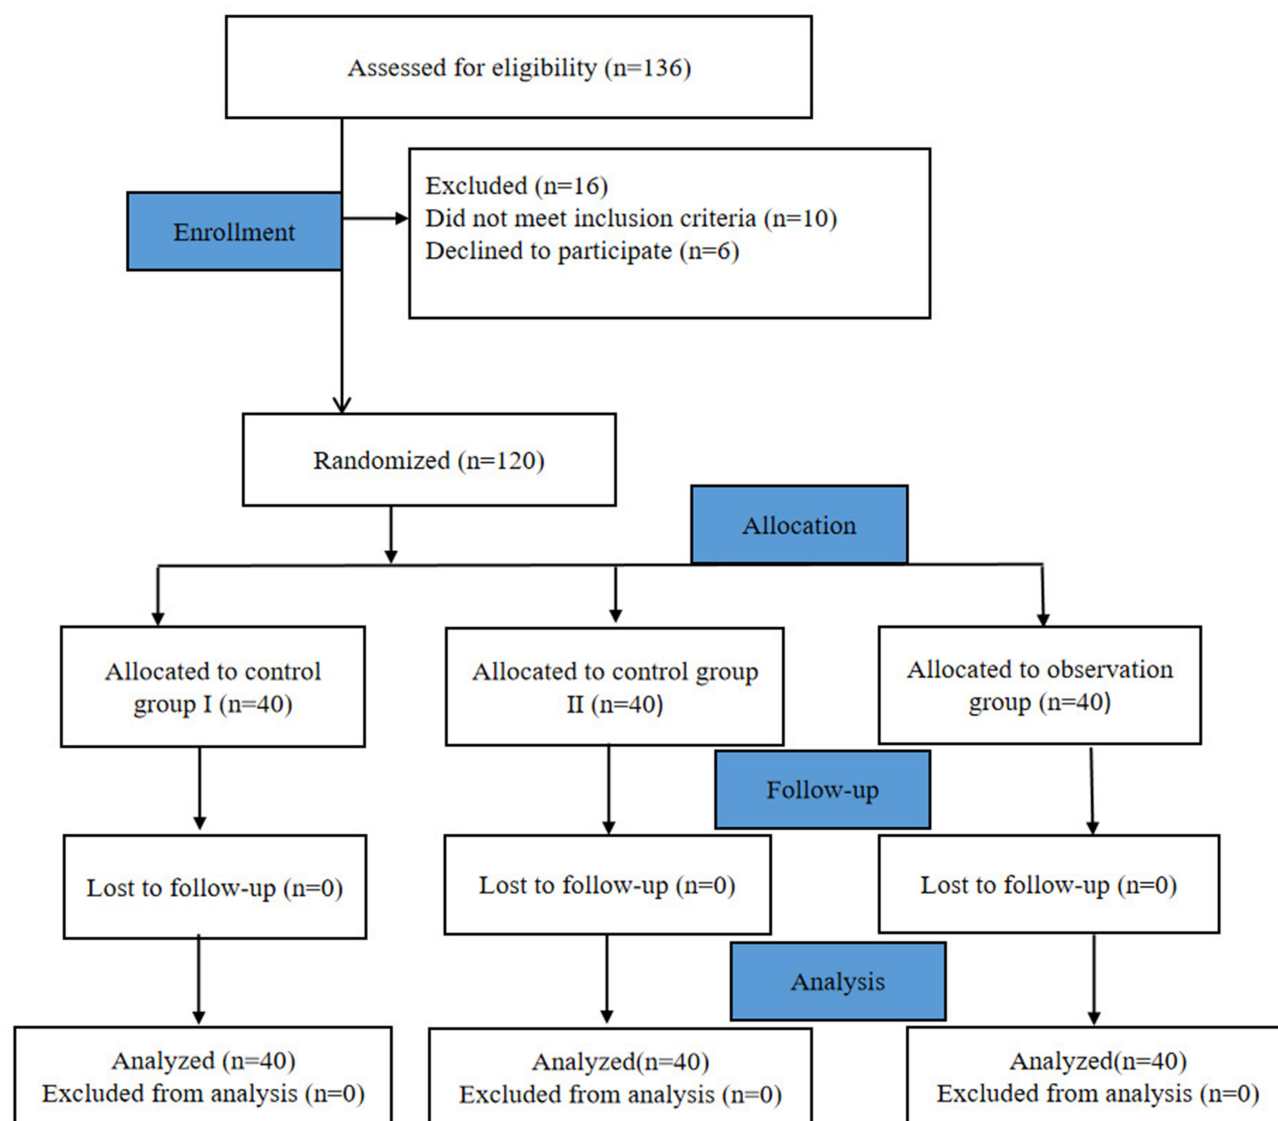 Assessed for eligibility (n=136)
Enrollment
Excluded (n=16)
Did not meet inclusion criteria (n=10)
Declined to participate (n=6)
Randomized (n=120)
Allocation
Allocated to control
group I (n=40)
Allocated to control group
II (n=40)
Allocated to observation
group (n=40)
Follow-up
Lost to follow-up (n=0)
Lost to follow-up (n=0)
Lost to follow-up (n=0)
Analysis
Analyzed (n=40)
Excluded from analysis (n=0)
Analyzed(n=40)
Excluded from analysis (n=0)
Analyzed(n=40)
Excluded from analysis (n=0)